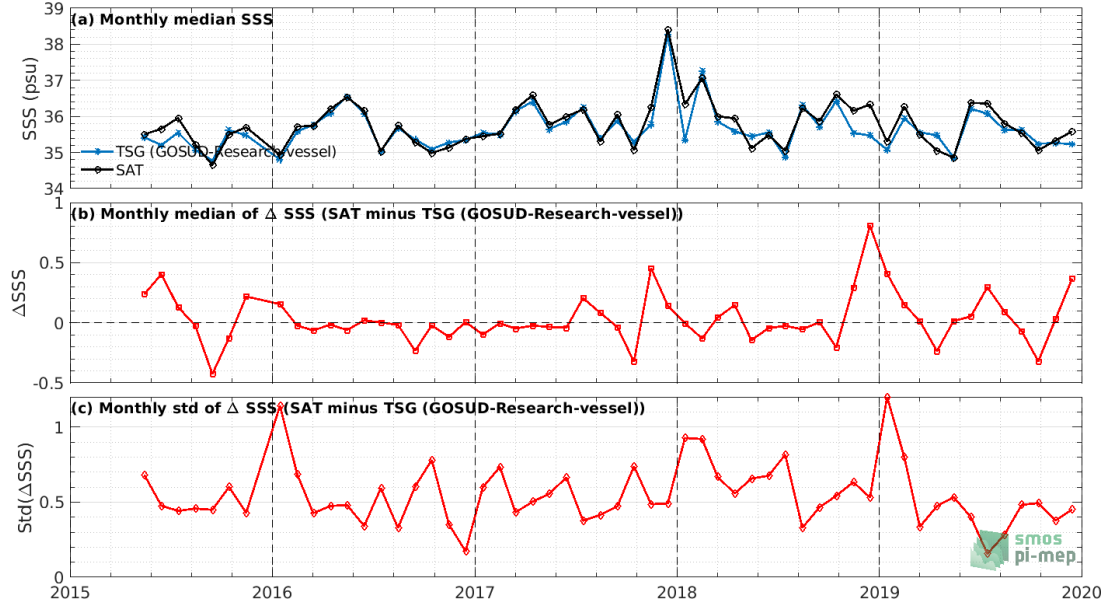 (a) Monthly median SSS
39
38
37
36
35
34
SSS (psu)
TSG (GOSUD-Research-vessel)
SAT
(b) Monthly median of △ SSS (SAT minus TSG (GOSUD-Research-vessel))
1
0.5
0
-0.5
ΔSSS
(c) Monthly std of △ SSS (SAT minus TSG (GOSUD-Research-vessel))
1
0.5
0
Std(ΔSSS)
smos
pi-mep
2015 2016 2017 2018 2019 2020